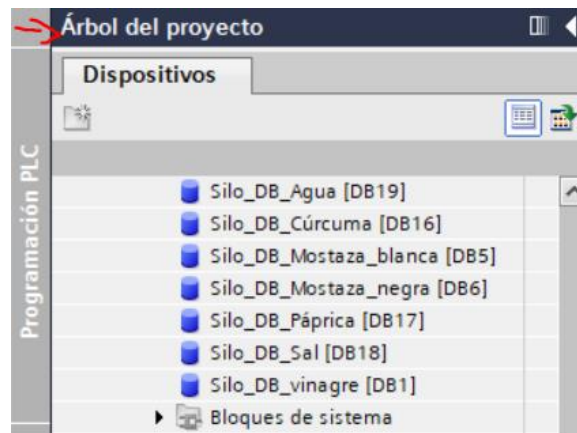 Árbol del proyecto
Dispositivos
Programación PLC
Silo_DB_Agua [DB19]
Silo_DB_Cúrcuma [DB16]
Silo_DB_Mostaza_blanca [DB5]
Silo_DB_Mostaza_negra [DB6]
Silo_DB_Páprica [DB17]
Silo_DB_Sal [DB18]
Silo_DB_vinagre [DB1]
Bloques de sistema